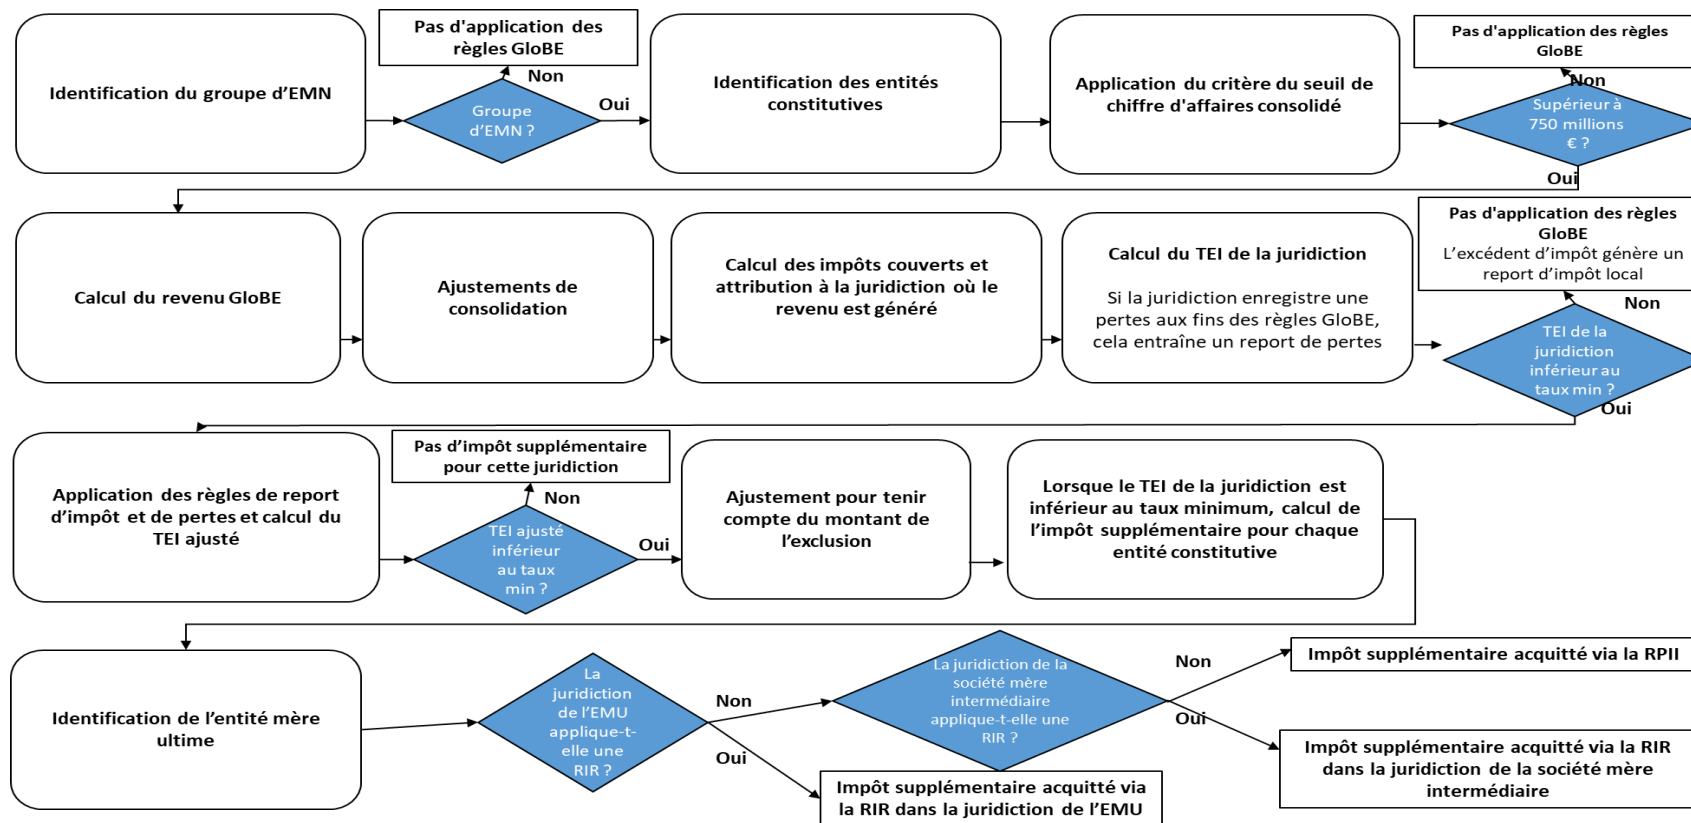 Identification du groupe d'EMN
Pas d'application des
règles GloBE
Non
Groupe
d'EMN ?
Oui
Identification des entités
constitutives
Application du critère du seuil de
chiffre d'affaires consolidé
Pas d'application des règles
GloBE
Non
Supérieur à
750 millions
€ ?
Oui
Calcul du revenu GloBE
Ajustements de
consolidation
Calcul des impôts couverts et
attribution à la juridiction où le
revenu est généré
Calcul du TEI de la juridiction
Si la juridiction enregistre une
pertes aux fins des règles GloBE,
cela entraîne un report de pertes
Pas d'application des règles
GloBE
L'excédent d'impôt génère un
report d'impôt local
Non
TEI de la
juridiction
inférieur au
taux min ?
Oui
Application des règles de report
d'impôt et de pertes et calcul du
TEI ajusté
Pas d'impôt supplémentaire
pour cette juridiction
Non
TEI ajusté
inférieur
au taux
min ?
Oui
Ajustement pour tenir
compte du montant de
l'exclusion
Lorsque le TEI de la juridiction est
inférieur au taux minimum, calcul de
l'impôt supplémentaire pour chaque
entité constitutive
Identification de l'entité mère
ultime
La
juridiction
de l'EMU
applique-t-
elle une
RIR ?
Non
Oui
Impôt supplémentaire acquitté via
la RIR dans la juridiction de l'EMU
La juridiction de la
société mère
intermédiaire
applique-t-elle une
RIR ?
Non
Impôt supplémentaire acquitté via la RPII
Oui
Impôt supplémentaire acquitté via la RIR
dans la juridiction de la société mère
intermédiaire